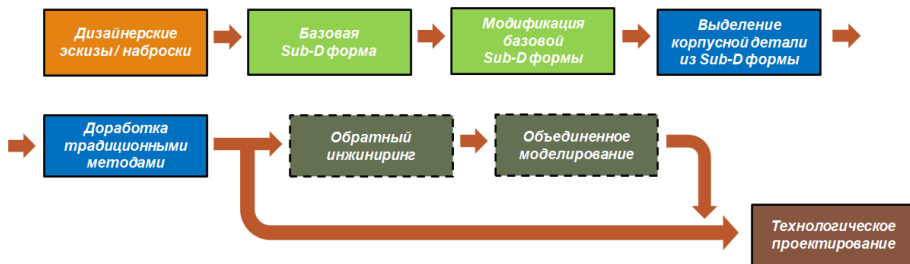 Дизайнерские
эскизы / наброски
Базовая
Sub-D форма
Модификация
базовой
Sub-D формы
Выделение
корпусной детали
из Sub-D формы
Доработка
традиционными
методами
Обратный
инжиниринг
Объединенное
моделирование
Технологическое
проектирование